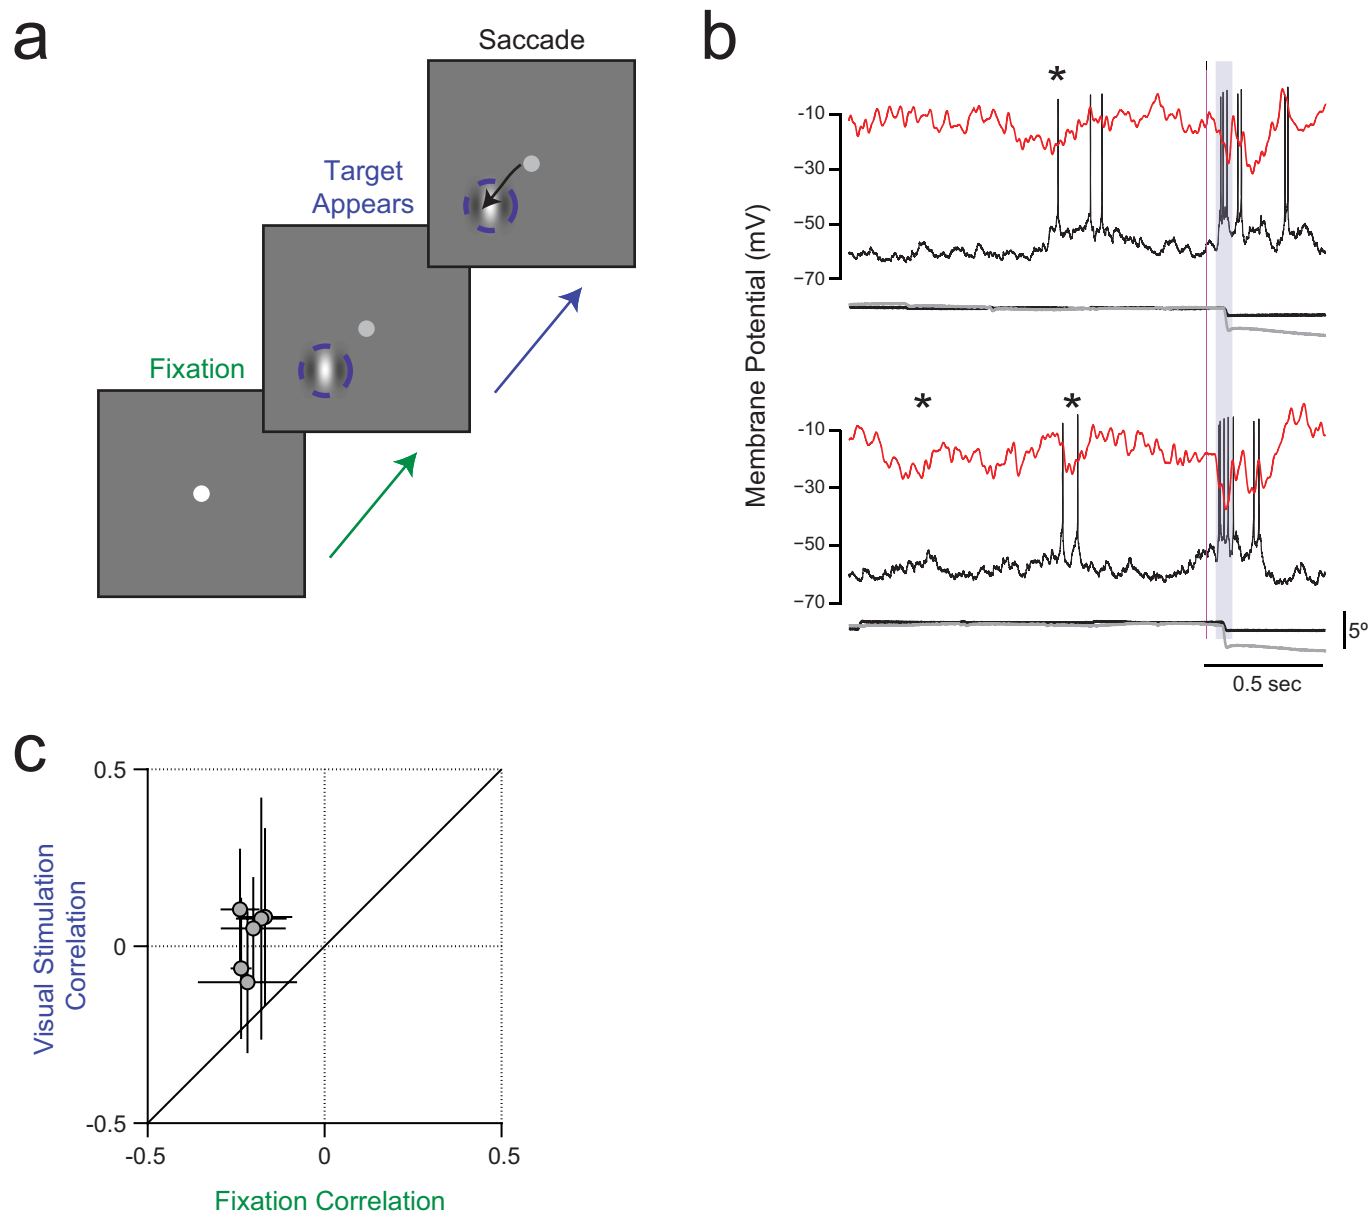 a
Saccade
Target
Appears
Fixation
b
*
-10
−30
−50
−70
Membrane Potential (mV)
* *
-10
−30
−50
−70
5º
0.5 sec
c
0.5
0
-0.5
Visual Stimulation
Correlation
-0.5 0 0.5
Fixation Correlation